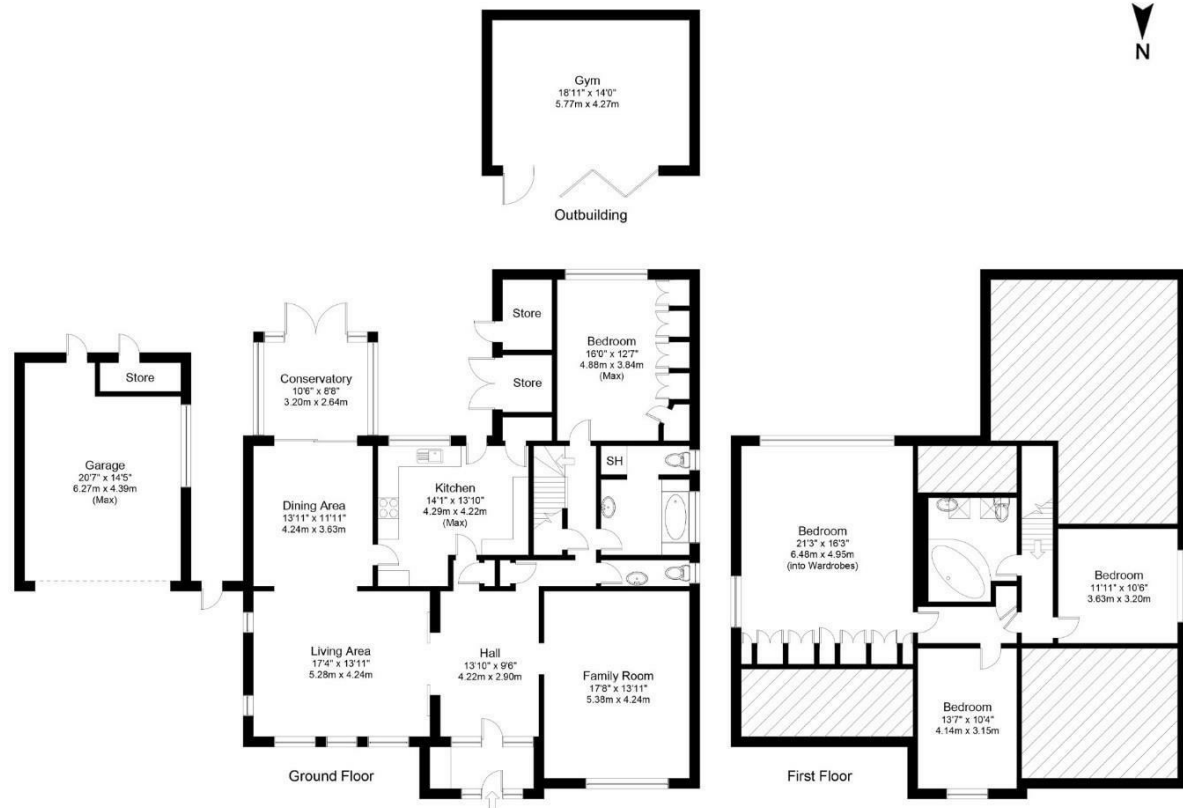 N
Gym
18'11" x 14'0"
5.77m x 4.27m
Outbuilding
Store
Store
Bedroom
16'0" x 12'7"
4.88m x 3.84m
(Max)
Store
Conservatory
10'6" x 8'8"
3.20m x 2.64m
Garage
20'7" x 14'5"
6.27m x 4.39m
(Max)
Dining Area
13'11" x 11'11"
4.24m x 3.63m
Kitchen
14'1" x 13'10"
4.29m x 4.22m
(Max)
SH
Living Area
17'4" x 13'11"
5.28m x 4.24m
Hall
13'10" x 9'6"
4.22m x 2.90m
Family Room
17'8" x 13'11"
5.38m x 4.24m
Ground Floor
Bedroom
21'3" x 16'3"
6.48m x 4.95m
(into Wardrobes)
Bedroom
11'11" x 10'6"
3.63m x 3.20m
Bedroom
13'7" x 10'4"
4.14m x 3.15m
First Floor